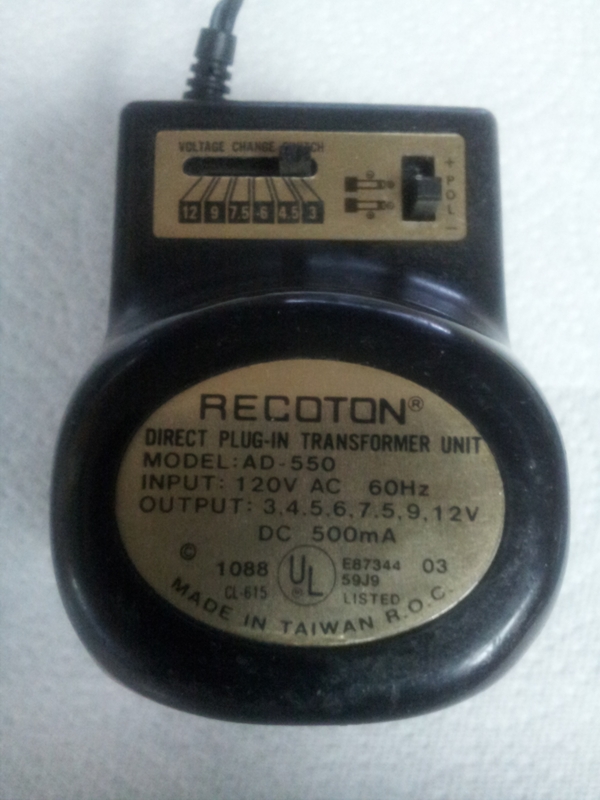 VOLTAGE CHANGE
12 9 7.5 6 4.5 3
+ POL -
RECOTON®
DIRECT PLUG-IN TRANSFORMER UNIT
MODEL: AD-550
INPUT: 120V AC 60Hz
OUTPUT: 3,4.5,6,7.5,9,12V
DC 500mA
© 1088 UL® E87344 03
CL-615 59J9
LISTED
MADE IN TAIWAN R.O.C.